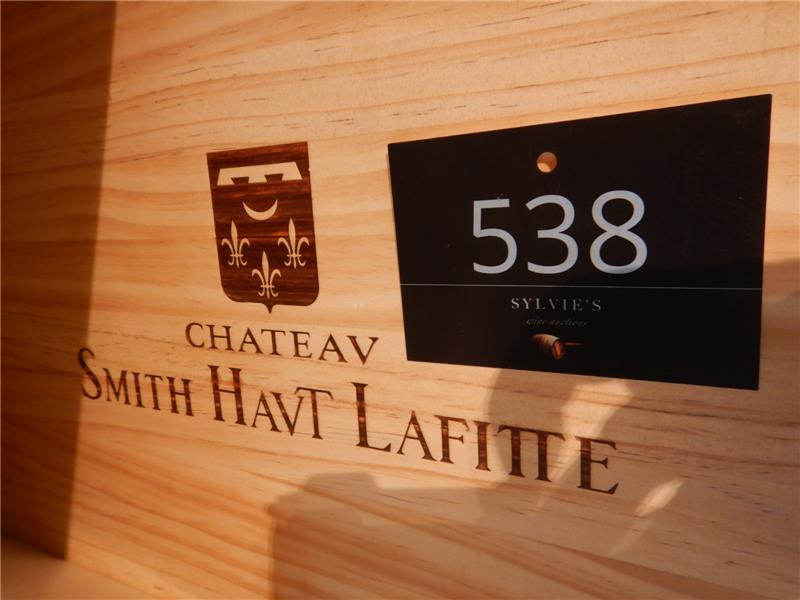 CHATEAV
SMITH HAVT LAFITTE
538
SYLVIE'S
wine auctions